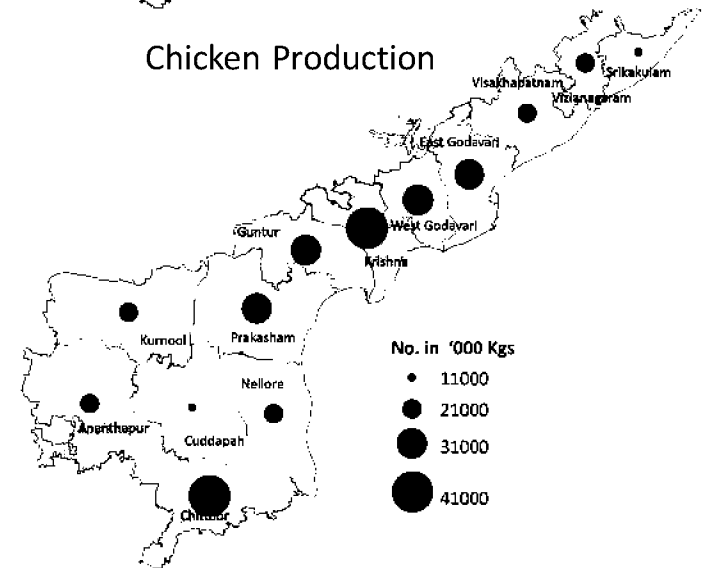 Chicken Production
Srikakulam
Visakhapatnam
Vizianagaram
East Godavari
West Godavari
Guntur
Krishna
Kurnool
Prakasham
No. in '000 Kgs
11000
Nellore
21000
Ananthapur
Cuddapah
31000
41000
Chittoor